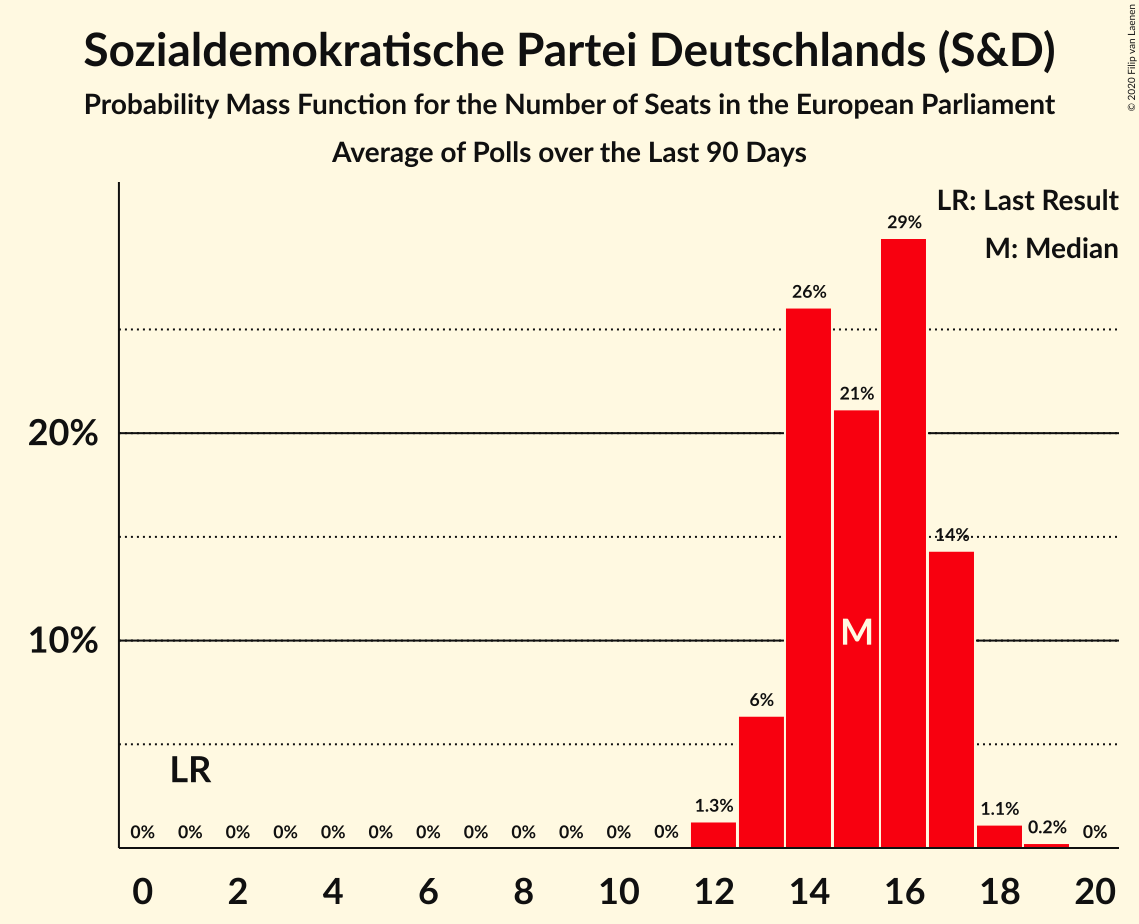 Sozialdemokratische Partei Deutschlands (S&D)
Probability Mass Function for the Number of Seats in the European Parliament
Average of Polls over the Last 90 Days
© 2020 Filip van Laenen
LR: Last Result
M: Median
29%
26%
21%
20%
14%
10%
M
6%
LR
1.3%
1.1%
0.2%
0% 0% 0% 0% 0% 0% 0% 0% 0% 0% 0% 0% 0%
0 2 4 6 8 10 12 14 16 18 20